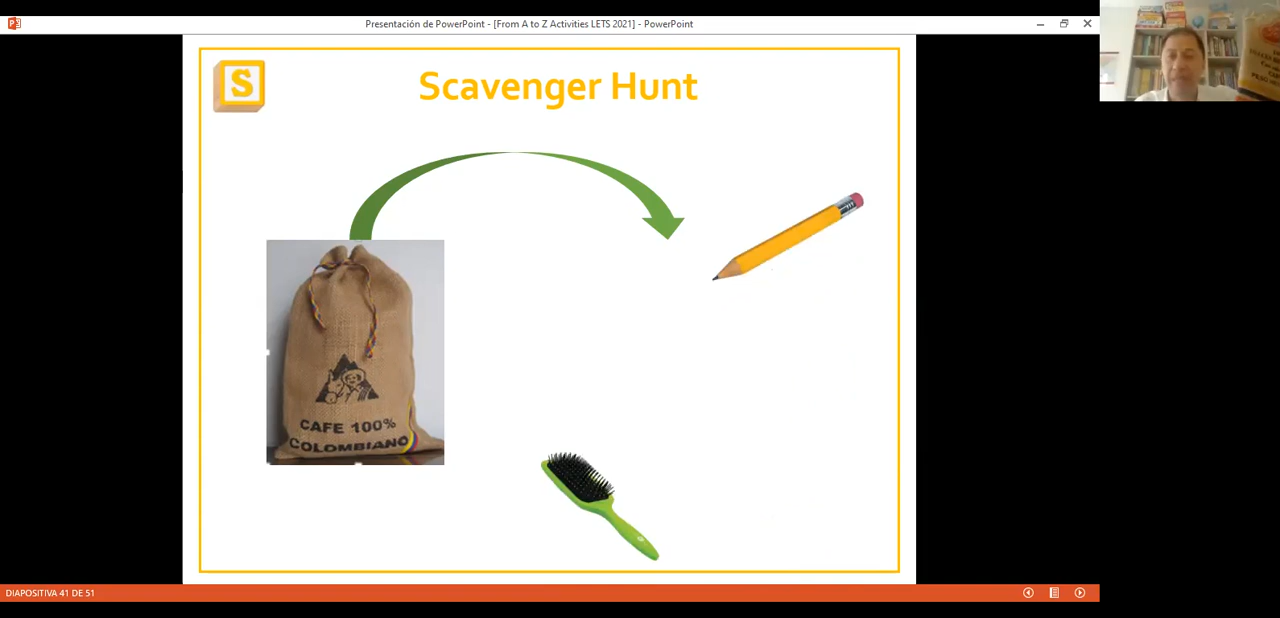 Presentación de PowerPoint - [From A to Z Activities LETS 2021] - PowerPoint
S
Scavenger Hunt
CAFE 100%
COLOMBIANO
DIAPOSITIVA 41 DE 51